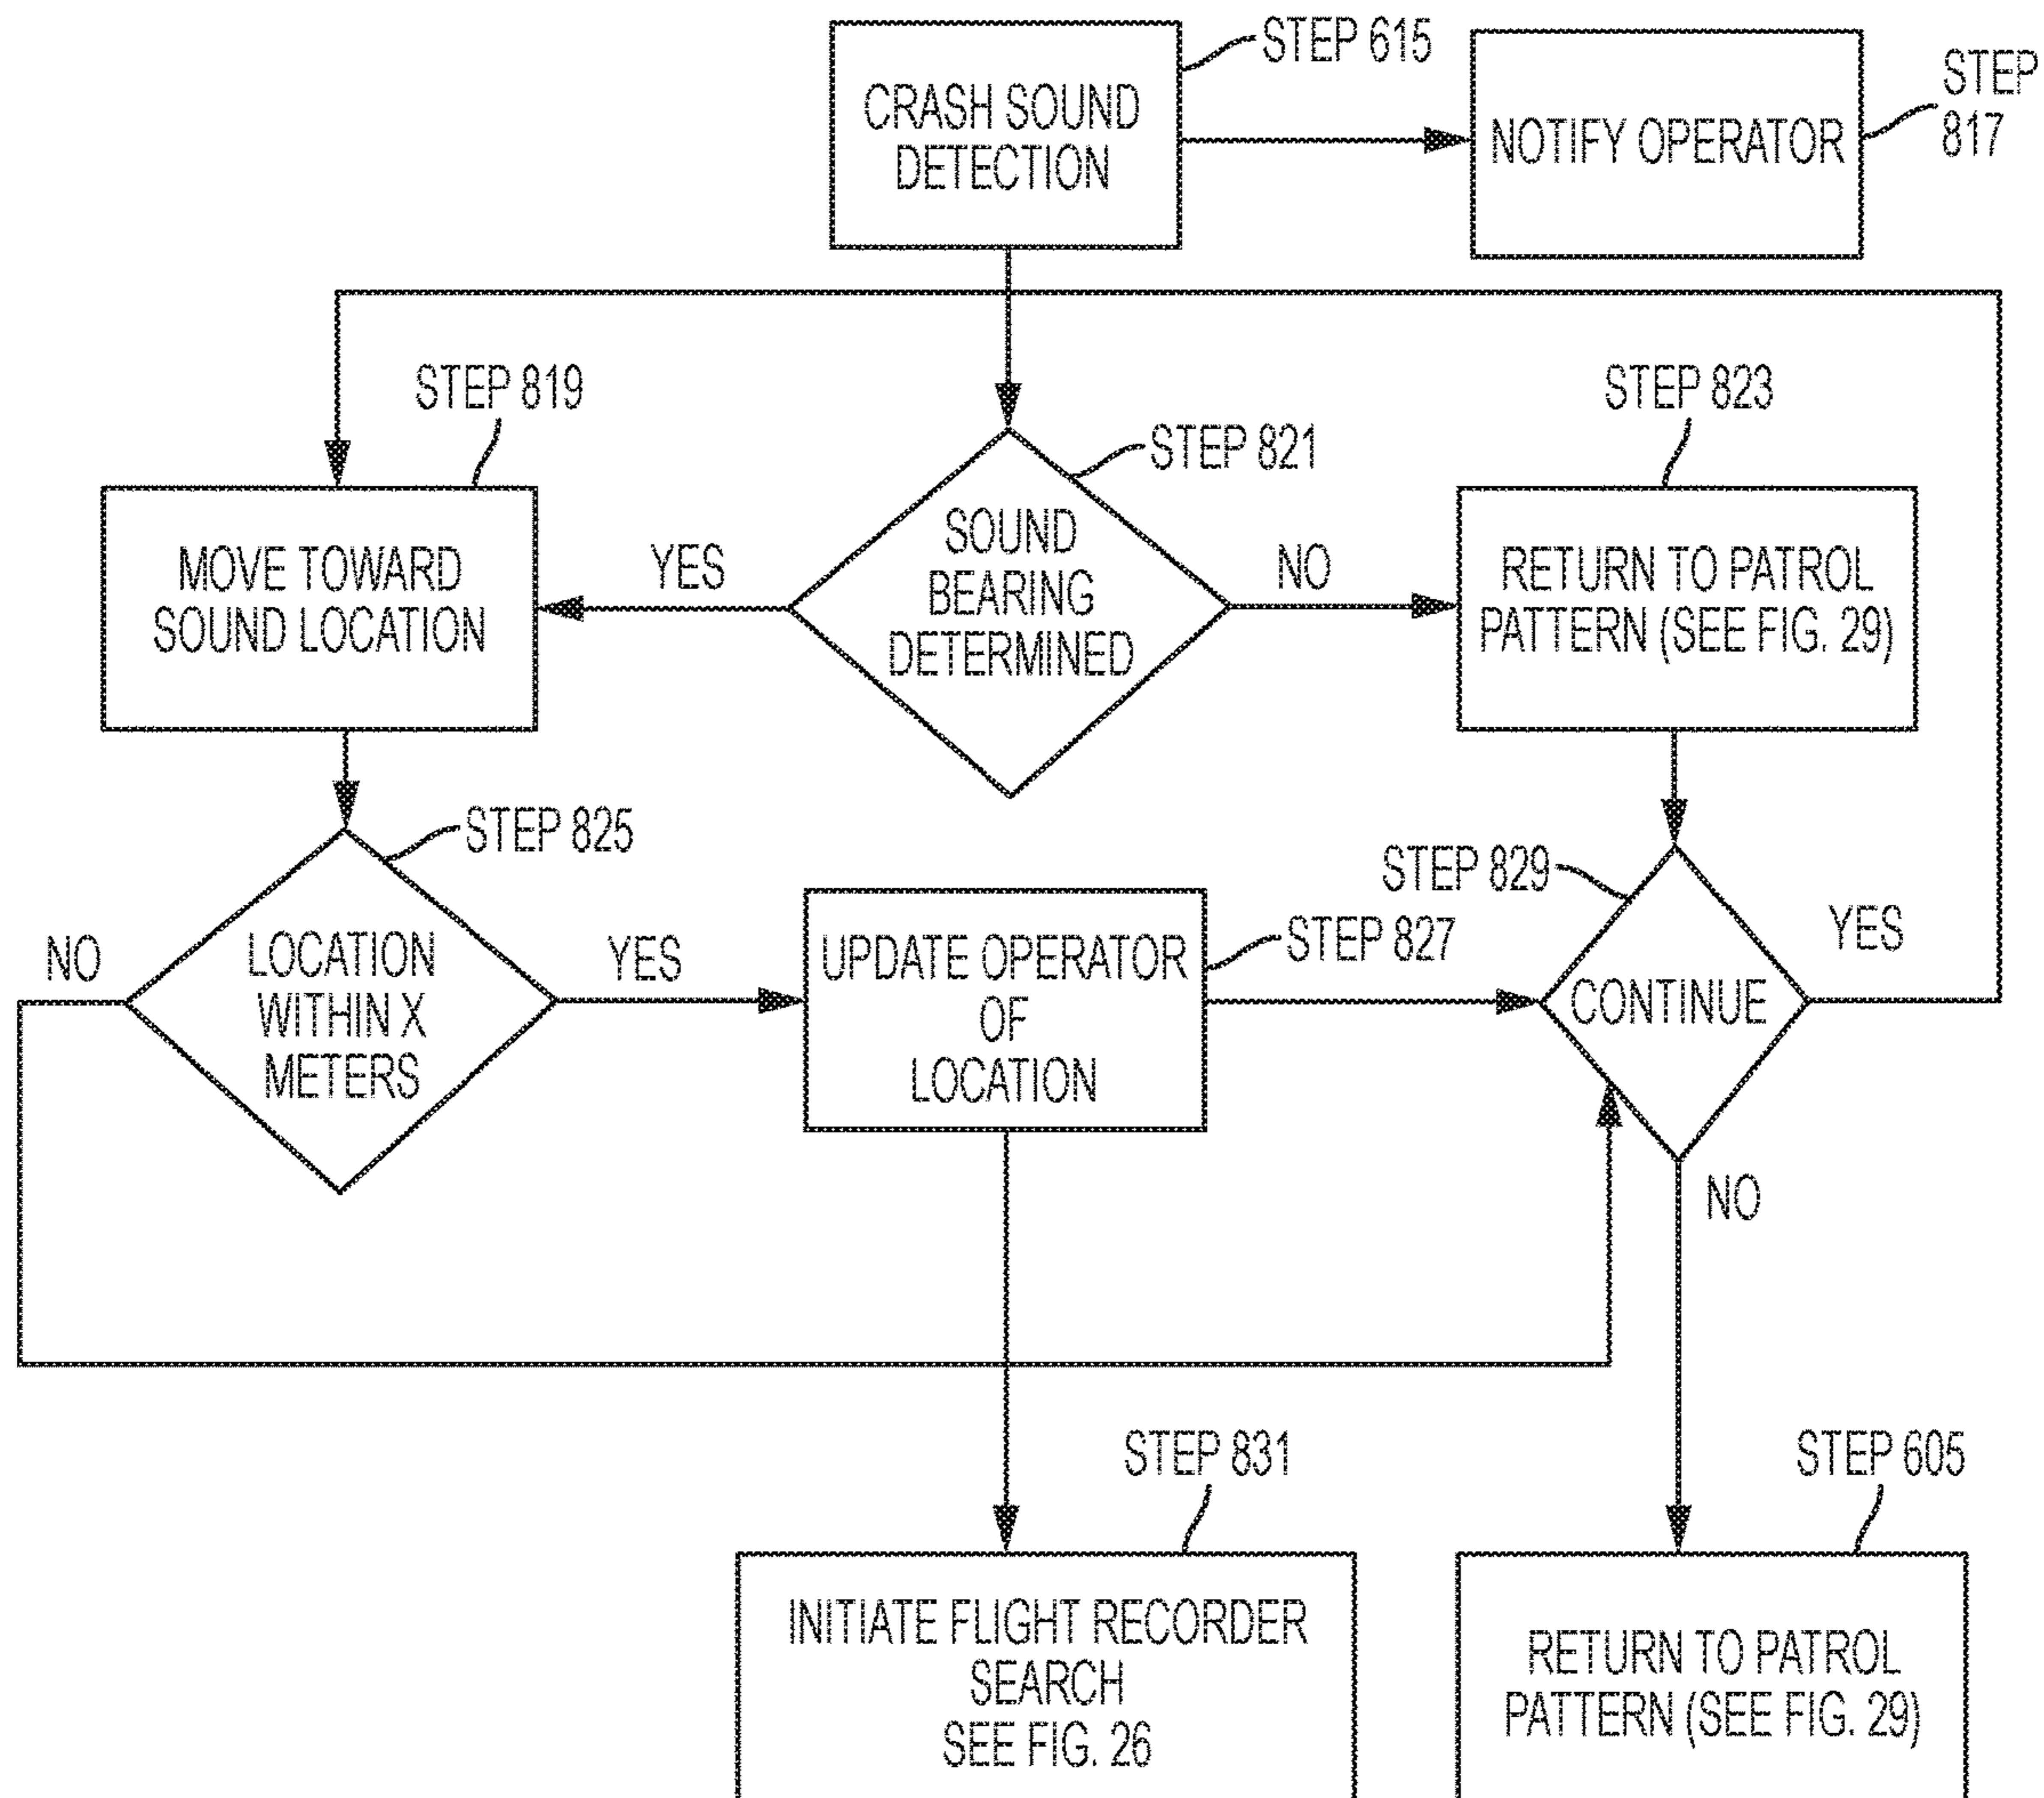 STEP 615
CRASH SOUND
DETECTION
STEP
817
NOTIFY OPERATOR
STEP 819
MOVE TOWARD
SOUND LOCATION
YES
STEP 821
SOUND
BEARING
DETERMINED
NO
STEP 823
RETURN TO PATROL
PATTERN (SEE FIG. 29)
STEP 825
NO
LOCATION
WITHIN X
METERS
YES
UPDATE OPERATOR
OF
LOCATION
STEP 827
STEP 829
CONTINUE
YES
NO
STEP 831
INITIATE FLIGHT RECORDER
SEARCH
SEE FIG. 26
STEP 605
RETURN TO PATROL
PATTERN (SEE FIG. 29)